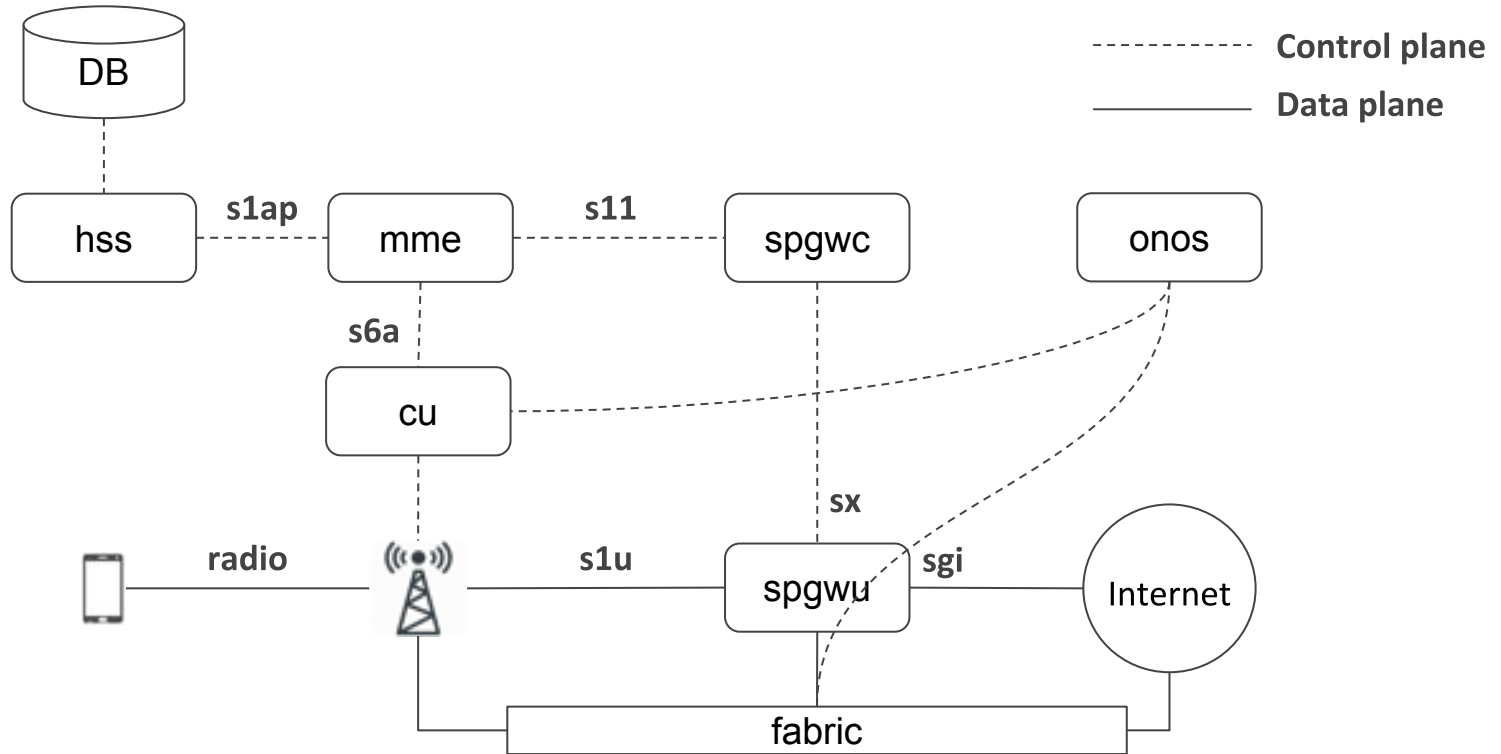 DB
Control plane
Data plane
s1ap
s11
hss
mme
spgwc
onos
s6a
cu
sx
radio
s1u
spgwu
sgi
Internet
fabric